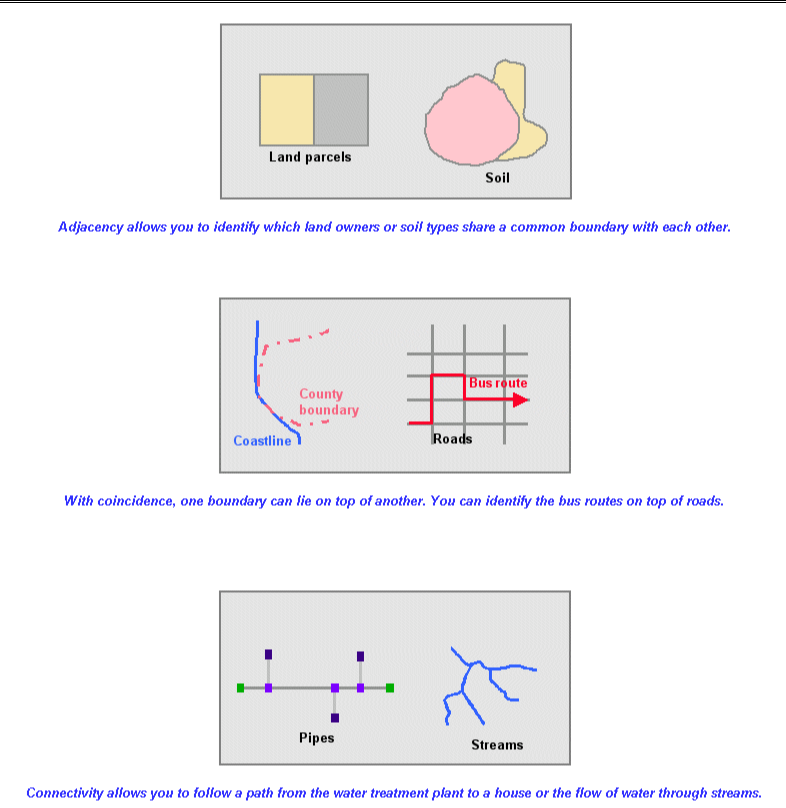 Land parcels
Soil
Adjacency allows you to identify which land owners or soil types share a common boundary with each other.
County
boundary
Coastline
Bus route
Roads
With coincidence, one boundary can lie on top of another. You can identify the bus routes on top of roads.
Pipes
Streams
Connectivity allows you to follow a path from the water treatment plant to a house or the flow of water through streams.